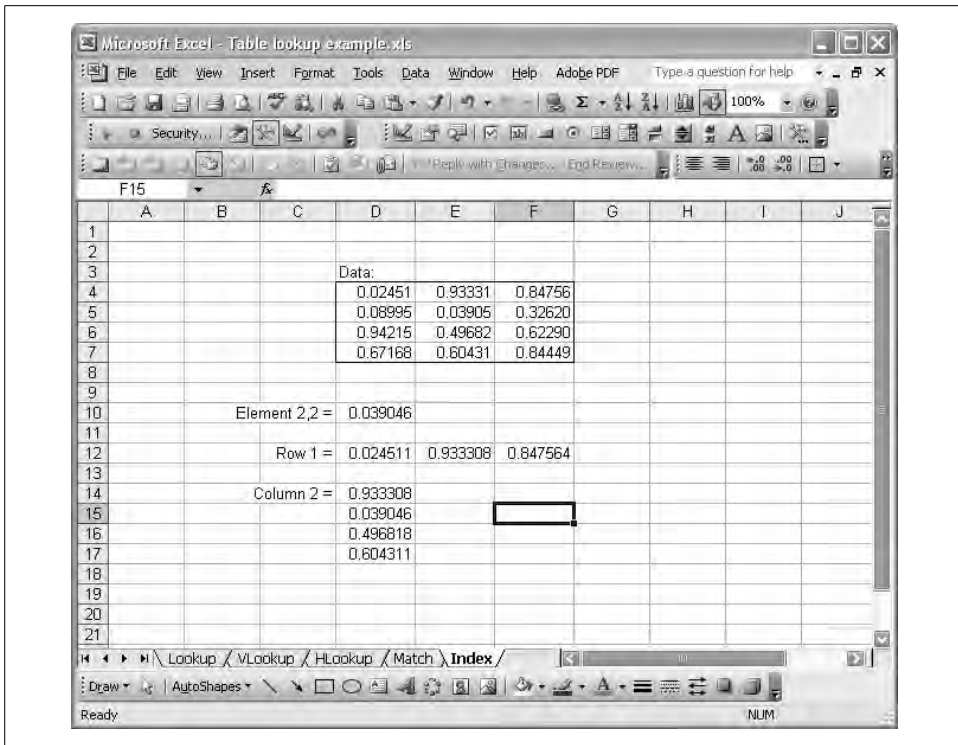 Microsoft Excel - Table lookup example.xls
File Edit View Insert Format Tools Data Window Help Adobe PDF Type a question for help
100%
Security...
Reply with Changes... End Review...
F15 fx
A B C D E F G H I J
1
2
3 Data:
4 0.02451 0.93331 0.84756
5 0.08995 0.03905 0.32620
6 0.94215 0.49682 0.62290
7 0.67168 0.60431 0.84449
8
9
10 Element 2,2 = 0.039046
11
12 Row 1 = 0.024511 0.933308 0.847564
13
14 Column 2 = 0.933308
15 0.039046
16 0.496818
17 0.604311
18
19
20
21
Lookup / VLookup / HLookup / Match \ Index /
Draw AutoShapes
Ready NUM